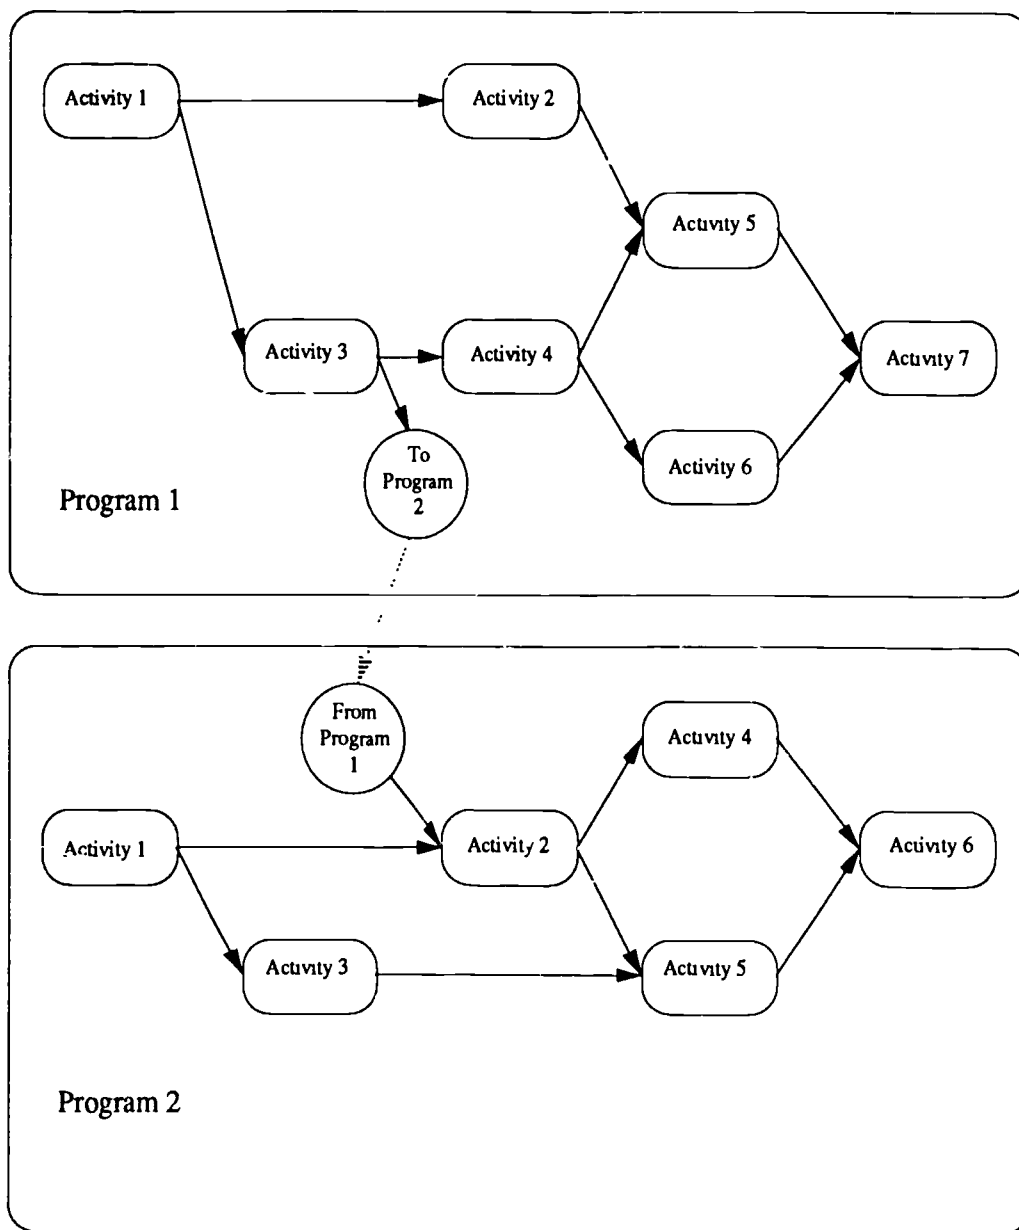 Activity 1
Activity 2
Activity 5
Activity 3
Activity 4
Activity 7
Activity 6
To
Program
2
Program 1
From
Program
1
Activity 4
Activity 1
Activity 2
Activity 6
Activity 3
Activity 5
Program 2